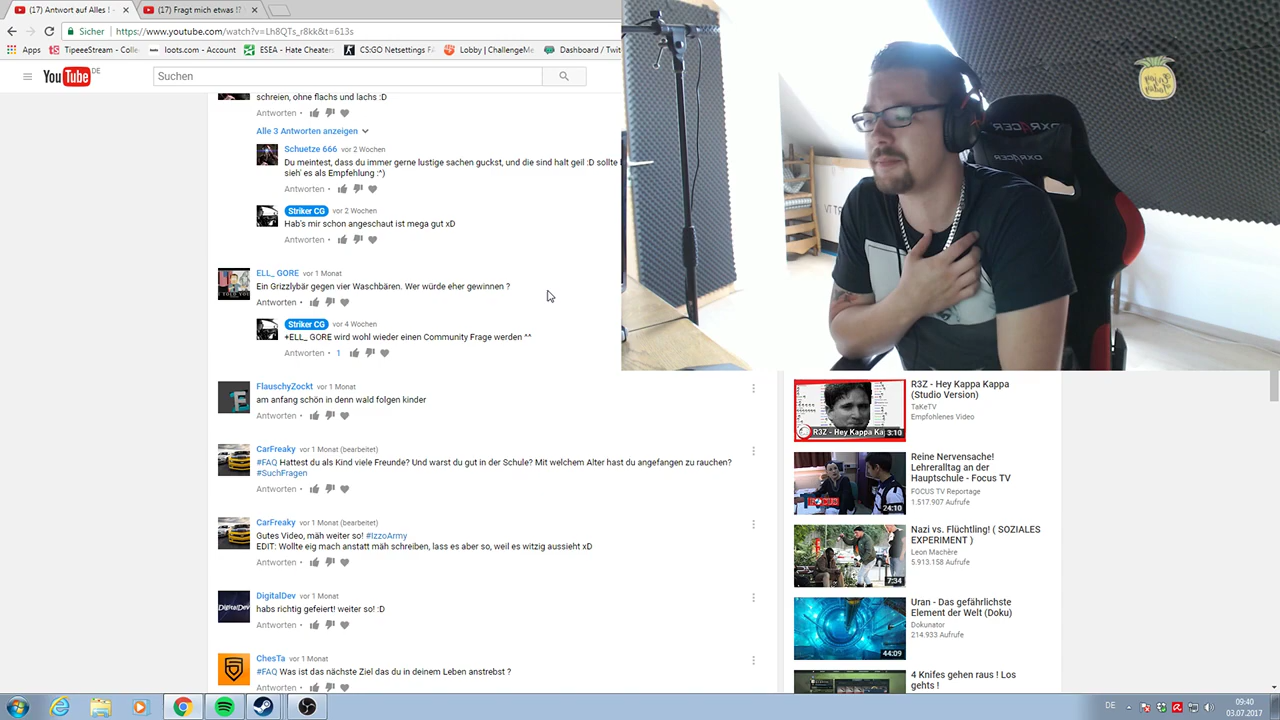 (17) Antwort auf Alles ! -
(17) Fragt mich etwas !?
Sicher
https://www.youtube.com/watch?v=Lh8QTs_r8kk&t=613s
Apps
TipeeeStream - Colle
loots.com - Account
ESEA - Hate Cheaters
CS:GO Netsettings FA
Lobby | ChallengeMe
Dashboard / Twit
YouTube DE
Suchen
schreien, ohne flachs und lachs :D
Antworten •
Alle 3 Antworten anzeigen
Schuetze 666 vor 2 Wochen
Du meintest, dass du immer gerne lustige sachen guckst, und die sind halt geil :D sollte
sieh' es als Empfehlung :^)
Antworten •
Striker CG vor 2 Wochen
Hab's mir schon angeschaut ist mega gut xD
Antworten •
ELL_ GORE vor 1 Monat
Ein Grizzlybär gegen vier Waschbären. Wer würde eher gewinnen ?
Antworten •
Striker CG vor 4 Wochen
+ELL_ GORE wird wohl wieder einen Community Frage werden ^^
Antworten • 1
FlauschyZockt vor 1 Monat
am anfang schön in denn wald folgen kinder
Antworten •
CarFreaky vor 1 Monat (bearbeitet)
#FAQ Hattest du als Kind viele Freunde? Und warst du gut in der Schule? Mit welchem Alter hast du angefangen zu rauchen?
#SuchFragen
Antworten •
CarFreaky vor 1 Monat (bearbeitet)
Gutes Video, mäh weiter so! #IzzoArmy
EDIT: Wollte eig mach anstatt mäh schreiben, lass es aber so, weil es witzig aussieht xD
Antworten •
DigitalDev vor 1 Monat
habs richtig gefeiert! weiter so! :D
Antworten •
ChesTa vor 1 Monat
#FAQ Was ist das nächste Ziel das du in deinem Leben anstrebst ?
Antworten •
DXRACER
DXRACER
R3Z - Hey Kappa Ka
3:10
R3Z - Hey Kappa Kappa
(Studio Version)
TaKeTV
Empfohlenes Video
FOCUS
24:10
Reine Nervensache!
Lehreralltag an der
Hauptschule - Focus TV
FOCUS TV Reportage
1.517.907 Aufrufe
7:34
Nazi vs. Flüchtling! ( SOZIALES
EXPERIMENT )
Leon Machère
5.913.158 Aufrufe
44:09
Uran - Das gefährlichste
Element der Welt (Doku)
Dokunator
214.933 Aufrufe
4 Knifes gehen raus ! Los
gehts !
DE
09:40
03.07.2017